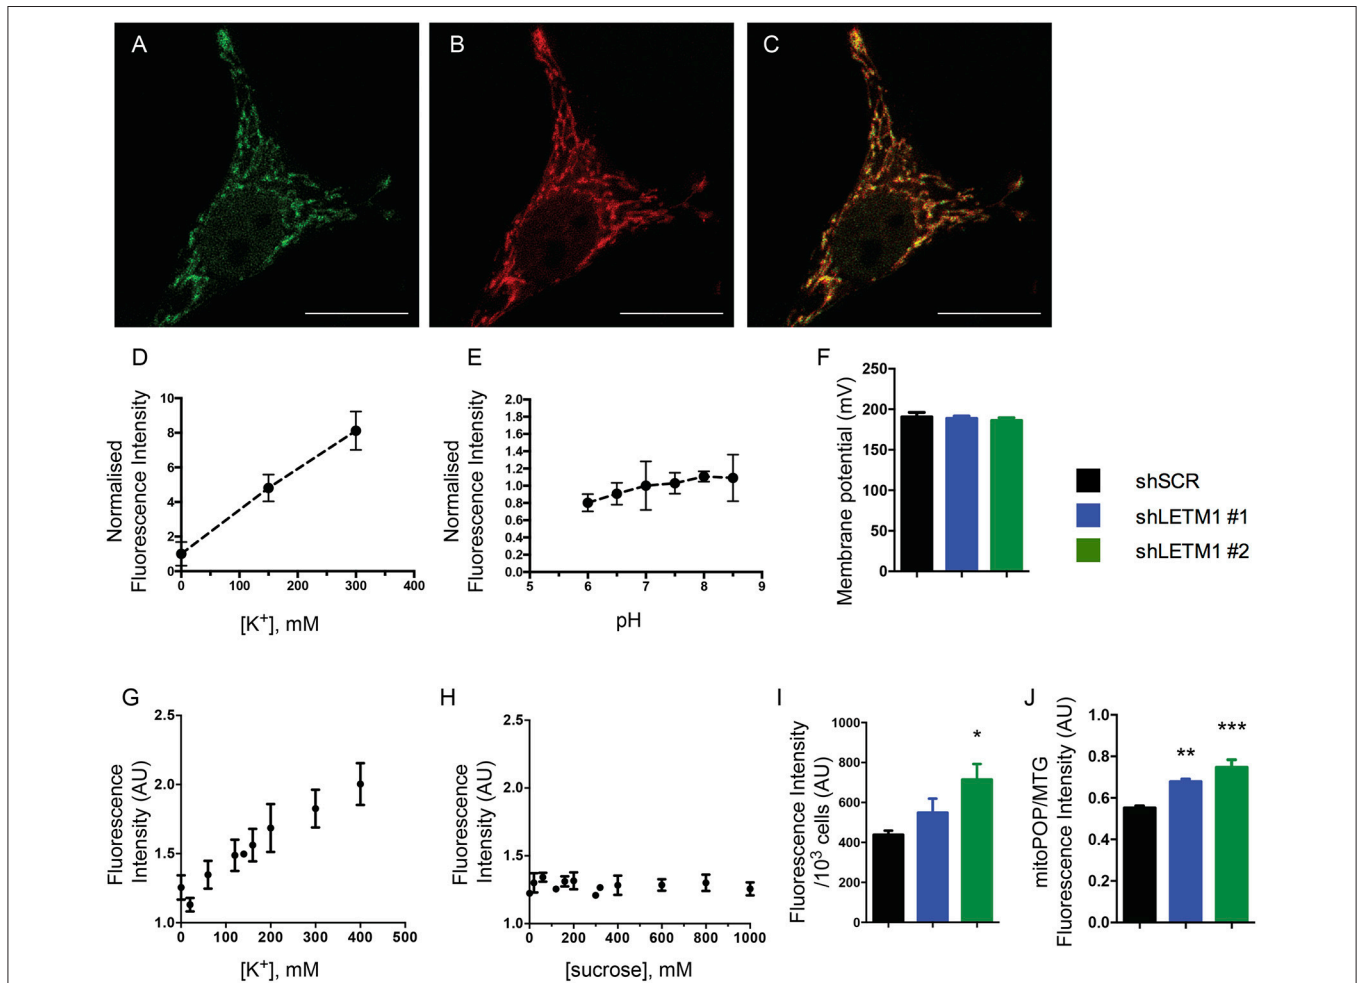 A
B
C
D
Normalised
Fluorescence Intensity
10
8
6
4
2
0
0
100
200
300
400
[K+], mM
E
Normalised
Fluorescence Intensity
2.0
1.8
1.6
1.4
1.2
1.0
0.8
0.6
0.4
0.2
0.0
5
6
7
8
9
pH
F
Membrane potential (mV)
250
200
150
100
50
0
shSCR
shLETM1 #1
shLETM1 #2
G
Fluorescence
Intensity (AU)
2.5
2.0
1.5
1.0
0
100
200
300
400
500
[K+], mM
H
Fluorescence
Intensity (AU)
2.5
2.0
1.5
1.0
0
200
400
600
800
1000
[sucrose], mM
I
Fluorescence Intensity
/10³ cells (AU)
1000
800
600
400
200
0
*
J
mitoPOP/MTG
Fluorescence Intensity (AU)
1.0
0.8
0.6
0.4
0.2
0.0
**
***